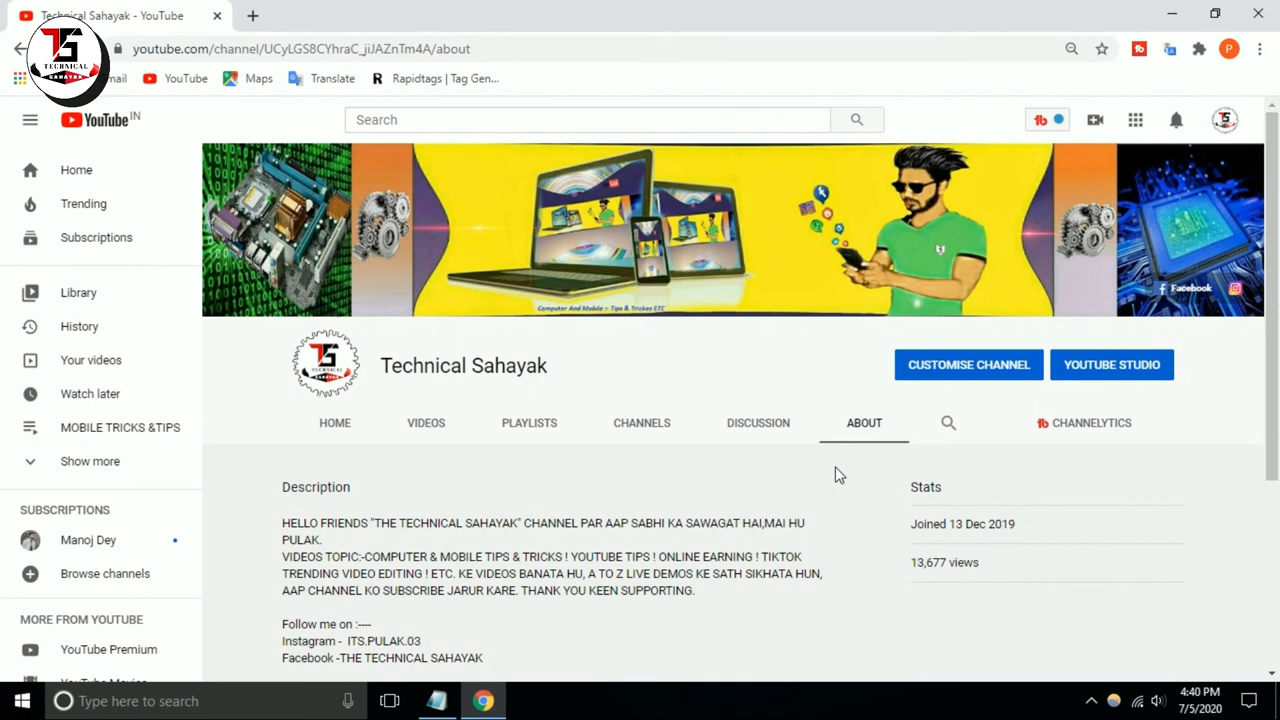 Technical Sahayak - YouTube
youtube.com/channel/UCyLGS8CYhraC_jiJAZnTm4A/about
TS
TECHNICAL
SAHAYAK
YouTube
Maps
Translate
Rapidtags | Tag Gen...
YouTube IN
Search
Home
Trending
Subscriptions
Library
History
Your videos
Watch later
MOBILE TRICKS &TIPS
Show more
SUBSCRIPTIONS
Manoj Dey
Browse channels
MORE FROM YOUTUBE
YouTube Premium
Computer And Mobile > Tips & Trickes ETC
Facebook
Technical Sahayak
CUSTOMISE CHANNEL
YOUTUBE STUDIO
HOME
VIDEOS
PLAYLISTS
CHANNELS
DISCUSSION
ABOUT
CHANNELYTICS
Description
HELLO FRIENDS "THE TECHNICAL SAHAYAK" CHANNEL PAR AAP SABHI KA SAWAGAT HAI,MAI HU
PULAK.
VIDEOS TOPIC:-COMPUTER & MOBILE TIPS & TRICKS ! YOUTUBE TIPS ! ONLINE EARNING ! TIKTOK
TRENDING VIDEO EDITING ! ETC. KE VIDEOS BANATA HU, A TO Z LIVE DEMOS KE SATH SIKHATA HUN,
AAP CHANNEL KO SUBSCRIBE JARUR KARE. THANK YOU KEEN SUPPORTING.
Follow me on :----
Instagram - ITS.PULAK.03
Facebook -THE TECHNICAL SAHAYAK
Stats
Joined 13 Dec 2019
13,677 views
Type here to search
4:40 PM
7/5/2020